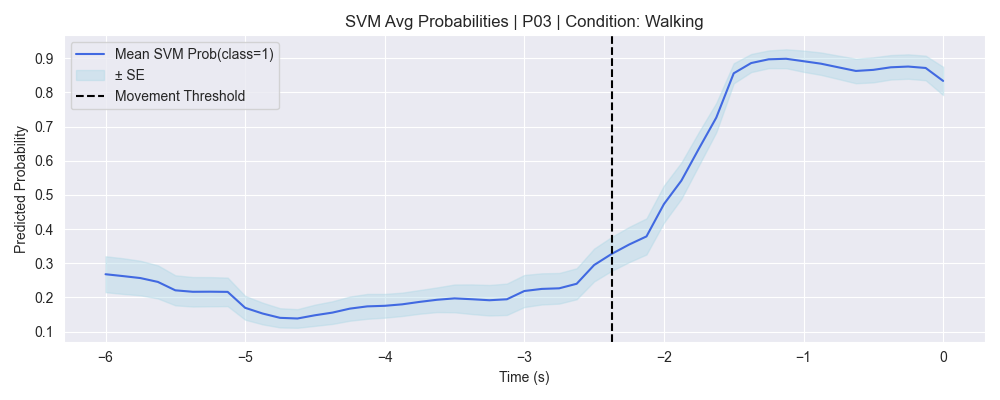 SVM Avg Probabilities | P03 | Condition: Walking
Mean SVM Prob(class=1)
± SE
Movement Threshold
Predicted Probability
0.9
0.8
0.7
0.6
0.5
0.4
0.3
0.2
0.1
−6
−5
−4
−3
−2
−1
0
Time (s)